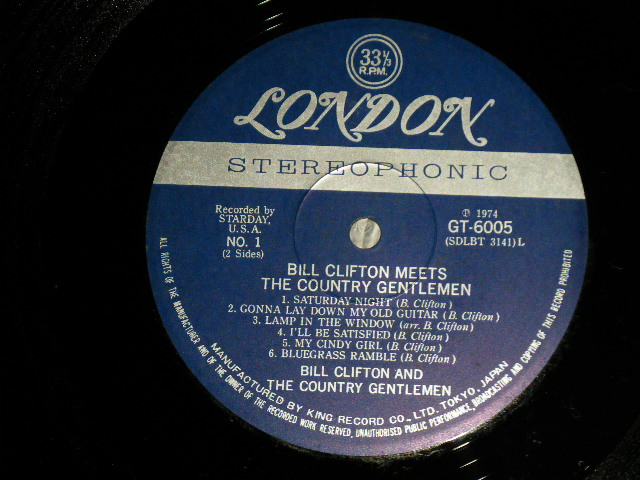 33 1/3
R.P.M.
LONDON
STEREOPHONIC
Recorded by
STARDAY,
U.S.A.
NO. 1
(2 Sides)
℗ 1974
GT-6005
(SDLBT 3141) L
BILL CLIFTON MEETS
THE COUNTRY GENTLEMEN
1. SATURDAY NIGHT (B. Clifton)
2. GONNA LAY DOWN MY OLD GUITAR (B. Clifton)
3. LAMP IN THE WINDOW (arr. B. Clifton)
4. I'LL BE SATISFIED (B. Clifton)
5. MY CINDY GIRL (B. Clifton)
6. BLUEGRASS RAMBLE (B. Clifton)
BILL CLIFTON AND
THE COUNTRY GENTLEMEN
MANUFACTURED BY KING RECORD CO., LTD. TOKYO, JAPAN
ALL RIGHTS OF THE MANUFACTURER AND OF THE OWNER OF THE RECORDED WORK RESERVED, UNAUTHORISED PUBLIC PERFORMANCE, BROADCASTING AND COPYING OF THIS RECORD PROHIBITED